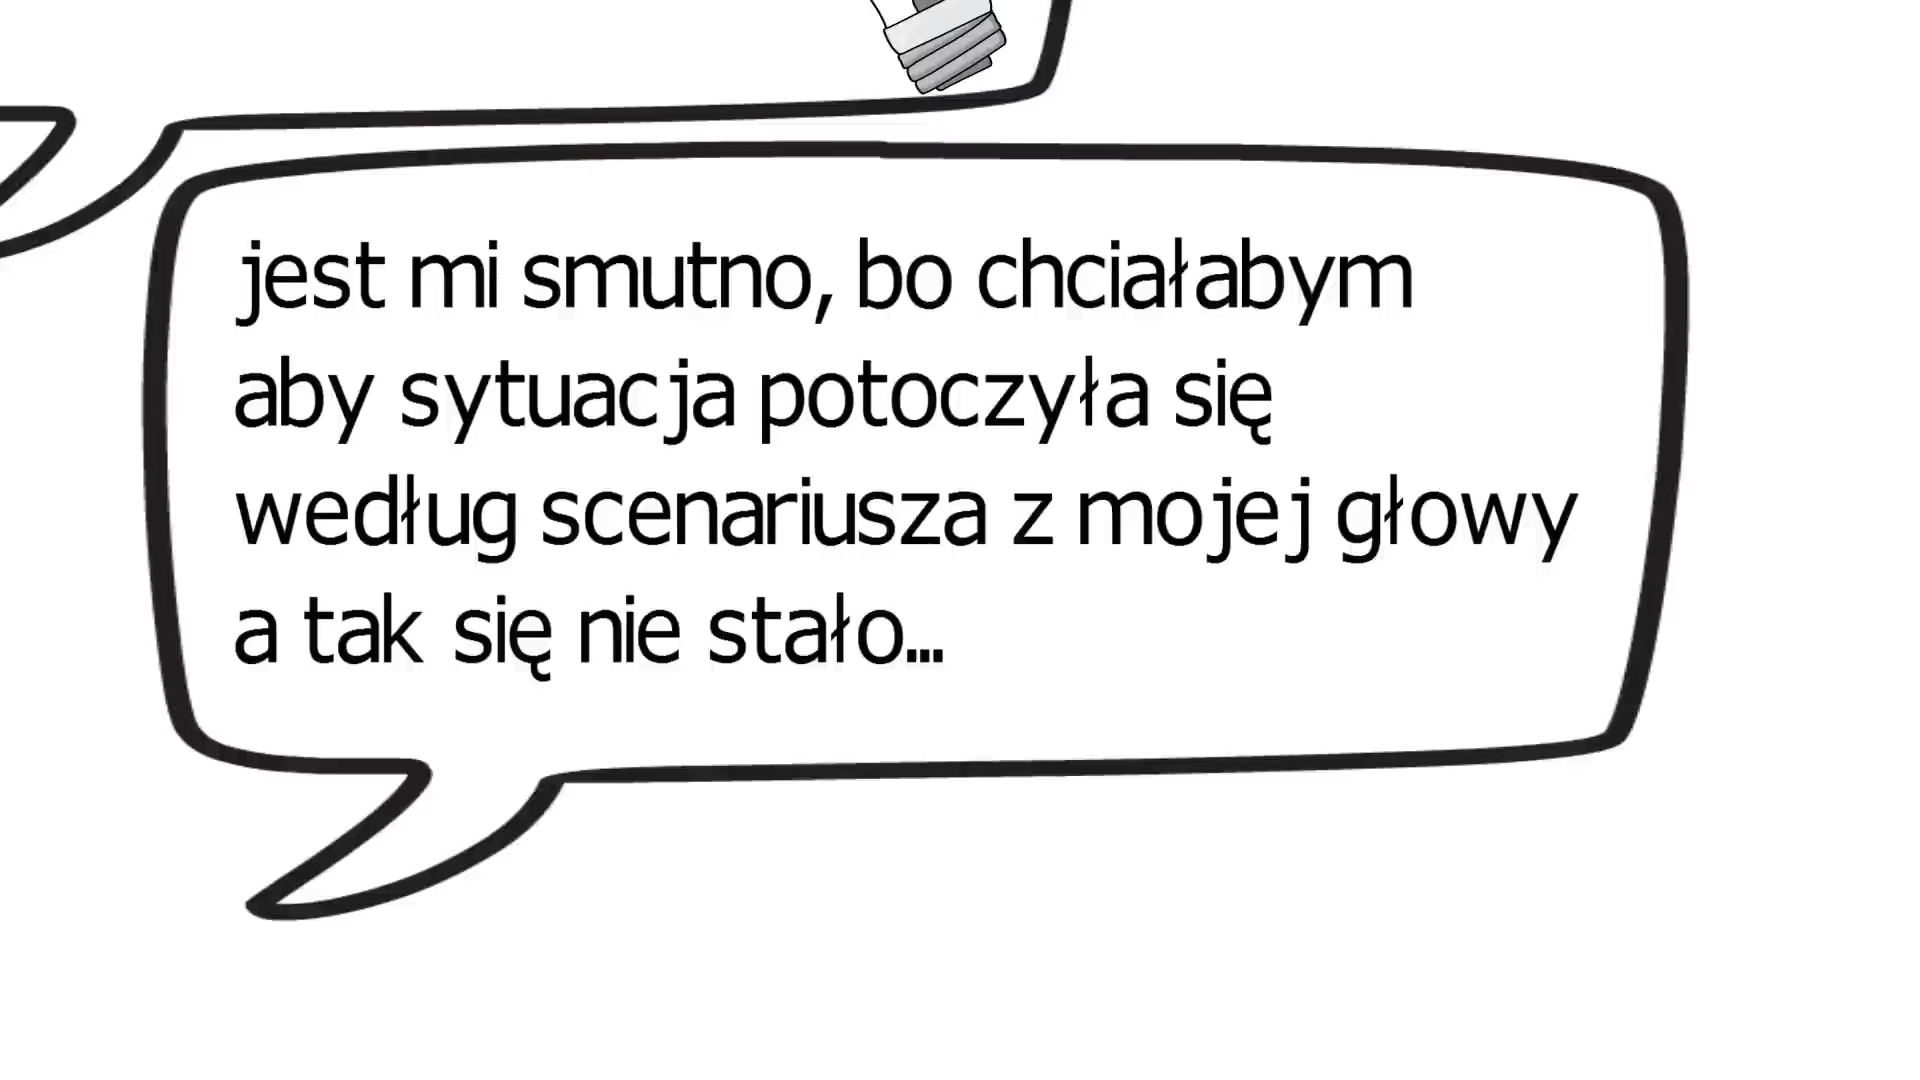 jest mi smutno, bo chciałabym
aby sytuacja potoczyła się
według scenariusza z mojej głowy
a tak się nie stało...